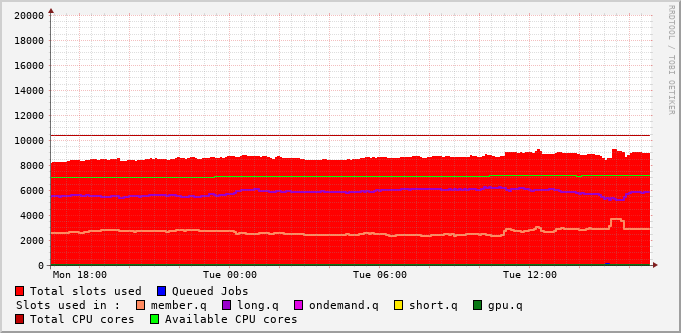 20000
18000
16000
14000
12000
10000
8000
6000
4000
2000
0
Mon 18:00 Tue 00:00 Tue 06:00 Tue 12:00
Total slots used Queued Jobs
Slots used in : member.q long.q ondemand.q short.q gpu.q
Total CPU cores Available CPU cores
RRDTOOL / TOBI OETIKER